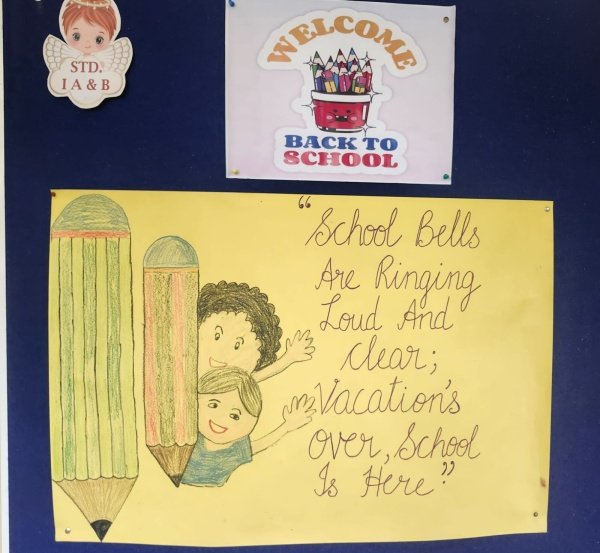 STD.
I A & B
WELCOME
BACK TO
SCHOOL
"School Bells
Are Ringing
Loud And
Clear;
Vacation's
Over, School
Is Here"